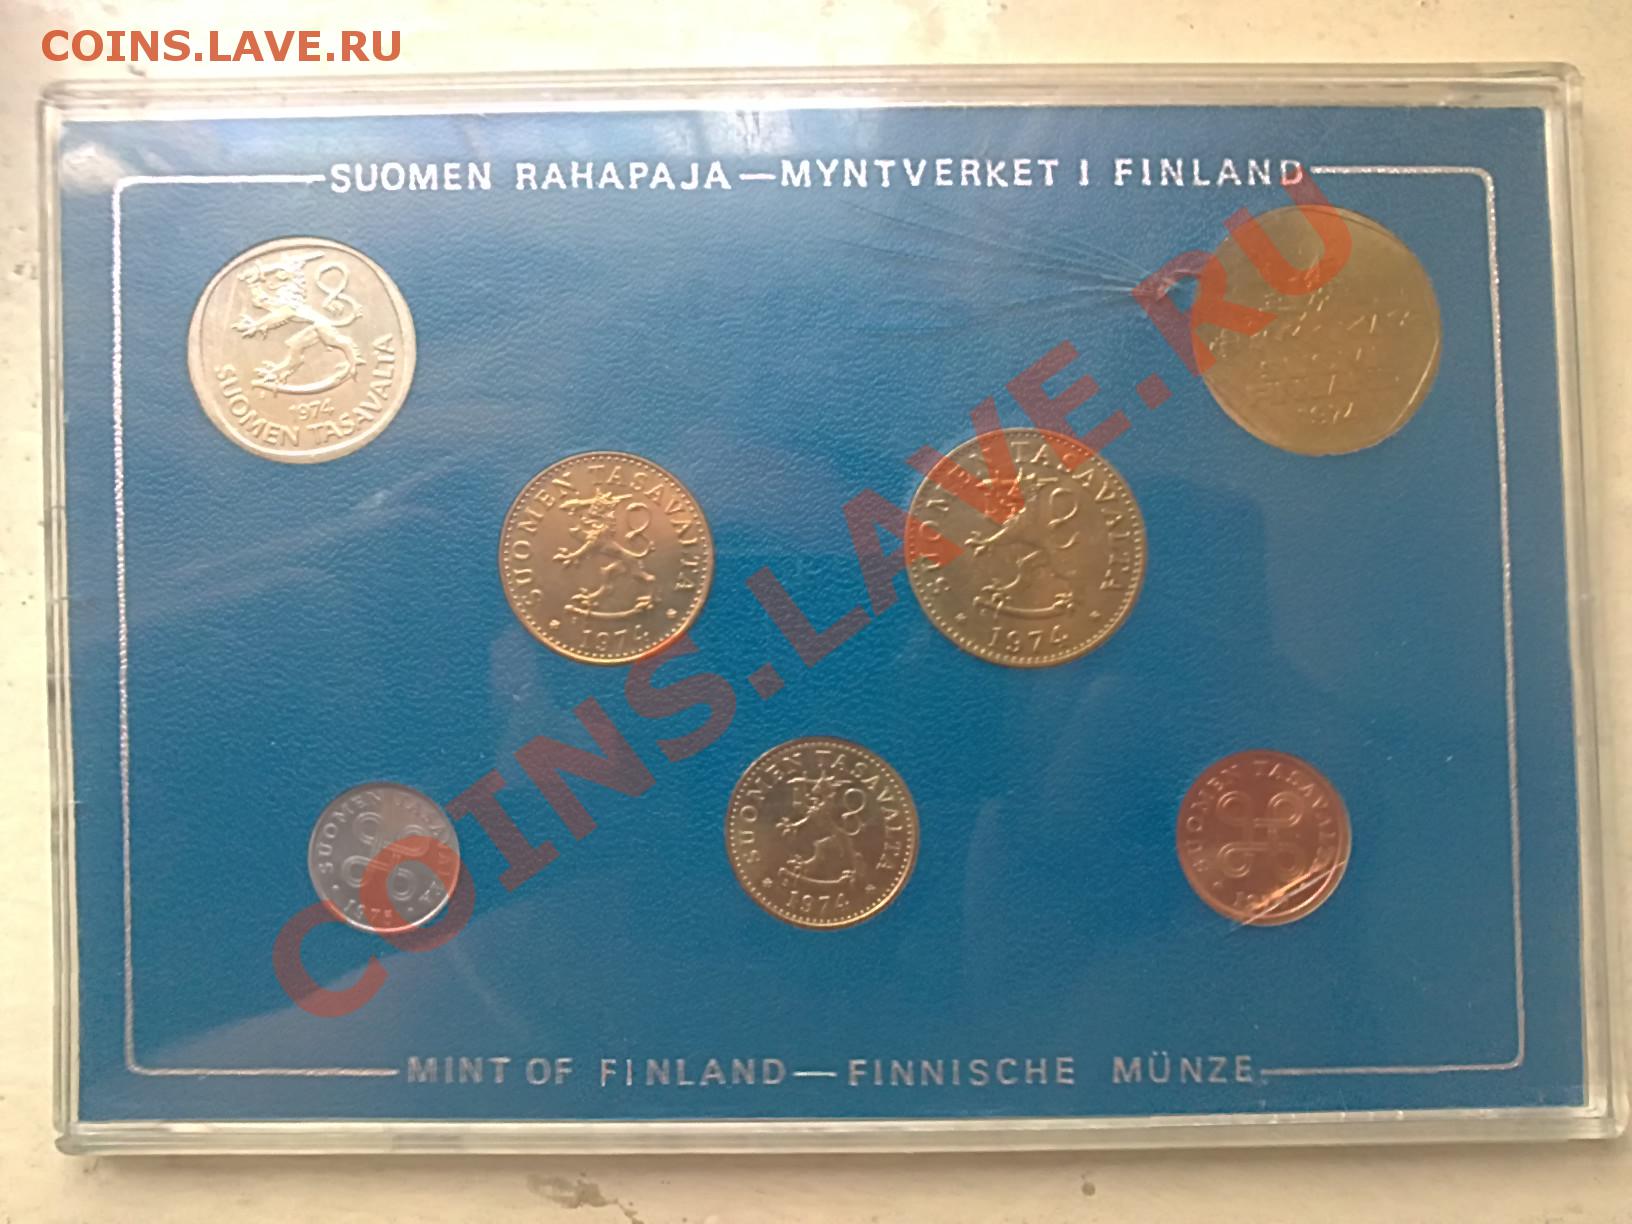 COINS.LAVE.RU
SUOMEN RAHAPAJA—MYNTVERKET I FINLAND
SUOMEN TASAVALTA
1974
SUOMEN TASAVALTA
1974
SUOMEN TASAVALTA
1974
SUOMEN TASAVALTA
SUOMEN TASAVALTA
1974
SUOMEN TASAVALTA
COINS.LAVE.RU
MINT OF FINLAND—FINNISCHE MÜNZE